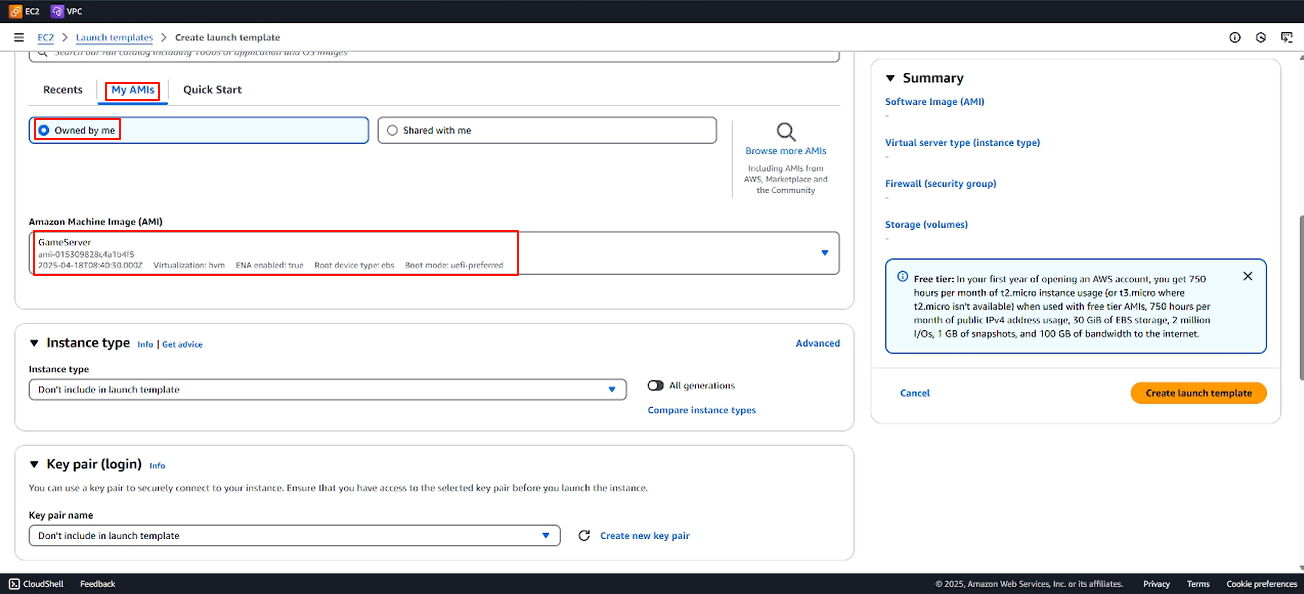 EC2 VPC
EC2 > Launch templates > Create launch template
Search our full catalog including 1000s of application and OS images
Recents My AMIs Quick Start
Owned by me
Shared with me
Browse more AMIs
Including AMIs from
AWS, Marketplace and
the Community
Amazon Machine Image (AMI)
GameServer
ami-015309828c4a1b4f5
2025-04-18T08:40:30.000Z Virtualization: hvm ENA enabled: true Root device type: ebs Boot mode: uefi-preferred
Instance type Info | Get advice
Advanced
Instance type
Don't include in launch template
All generations
Compare instance types
Key pair (login) Info
You can use a key pair to securely connect to your instance. Ensure that you have access to the selected key pair before you launch the instance.
Key pair name
Don't include in launch template
Create new key pair
Summary
Software Image (AMI)
-
Virtual server type (instance type)
-
Firewall (security group)
-
Storage (volumes)
-
Free tier: In your first year of opening an AWS account, you get 750
hours per month of t2.micro instance usage (or t3.micro where
t2.micro isn't available) when used with free tier AMIs, 750 hours per
month of public IPv4 address usage, 30 GiB of EBS storage, 2 million
I/Os, 1 GB of snapshots, and 100 GB of bandwidth to the internet.
Cancel
Create launch template
CloudShell Feedback
© 2025, Amazon Web Services, Inc. or its affiliates. Privacy Terms Cookie preferences